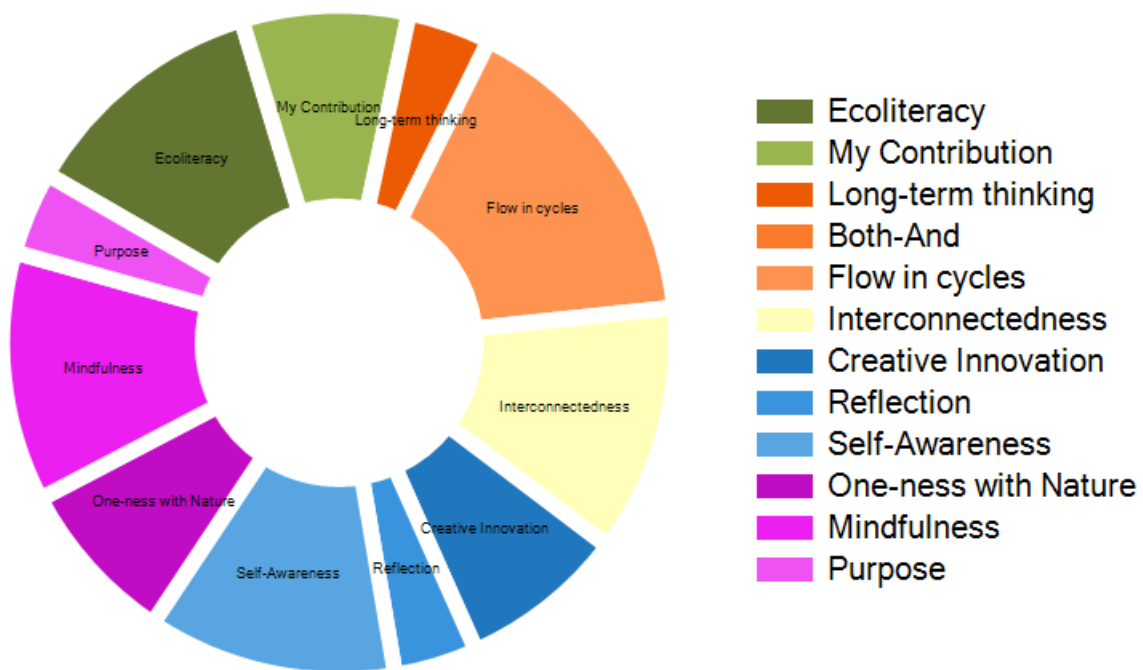 My Contribution
Long-term thinking
Ecoliteracy
Flow in cycles
Purpose
Mindfulness
Interconnectedness
One-ness with Nature
Creative Innovation
Self-Awareness
Reflection
Ecoliteracy
My Contribution
Long-term thinking
Both-And
Flow in cycles
Interconnectedness
Creative Innovation
Reflection
Self-Awareness
One-ness with Nature
Mindfulness
Purpose